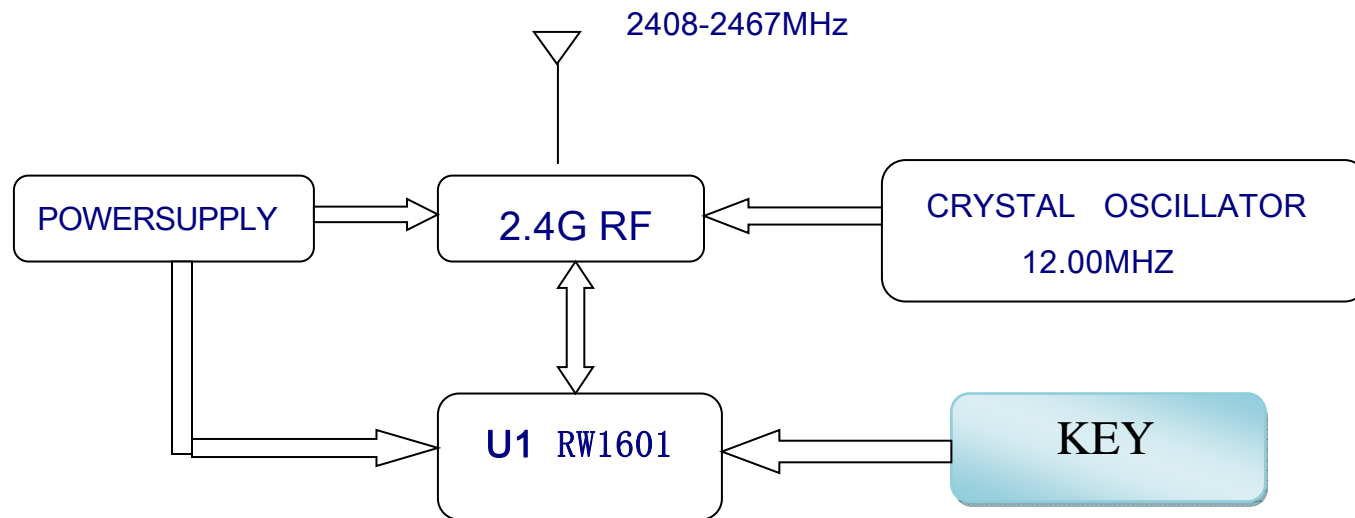 2408-2467MHz
POWERSUPPLY
2.4G RF
CRYSTAL OSCILLATOR
12.00MHZ
U1 RW1601
KEY